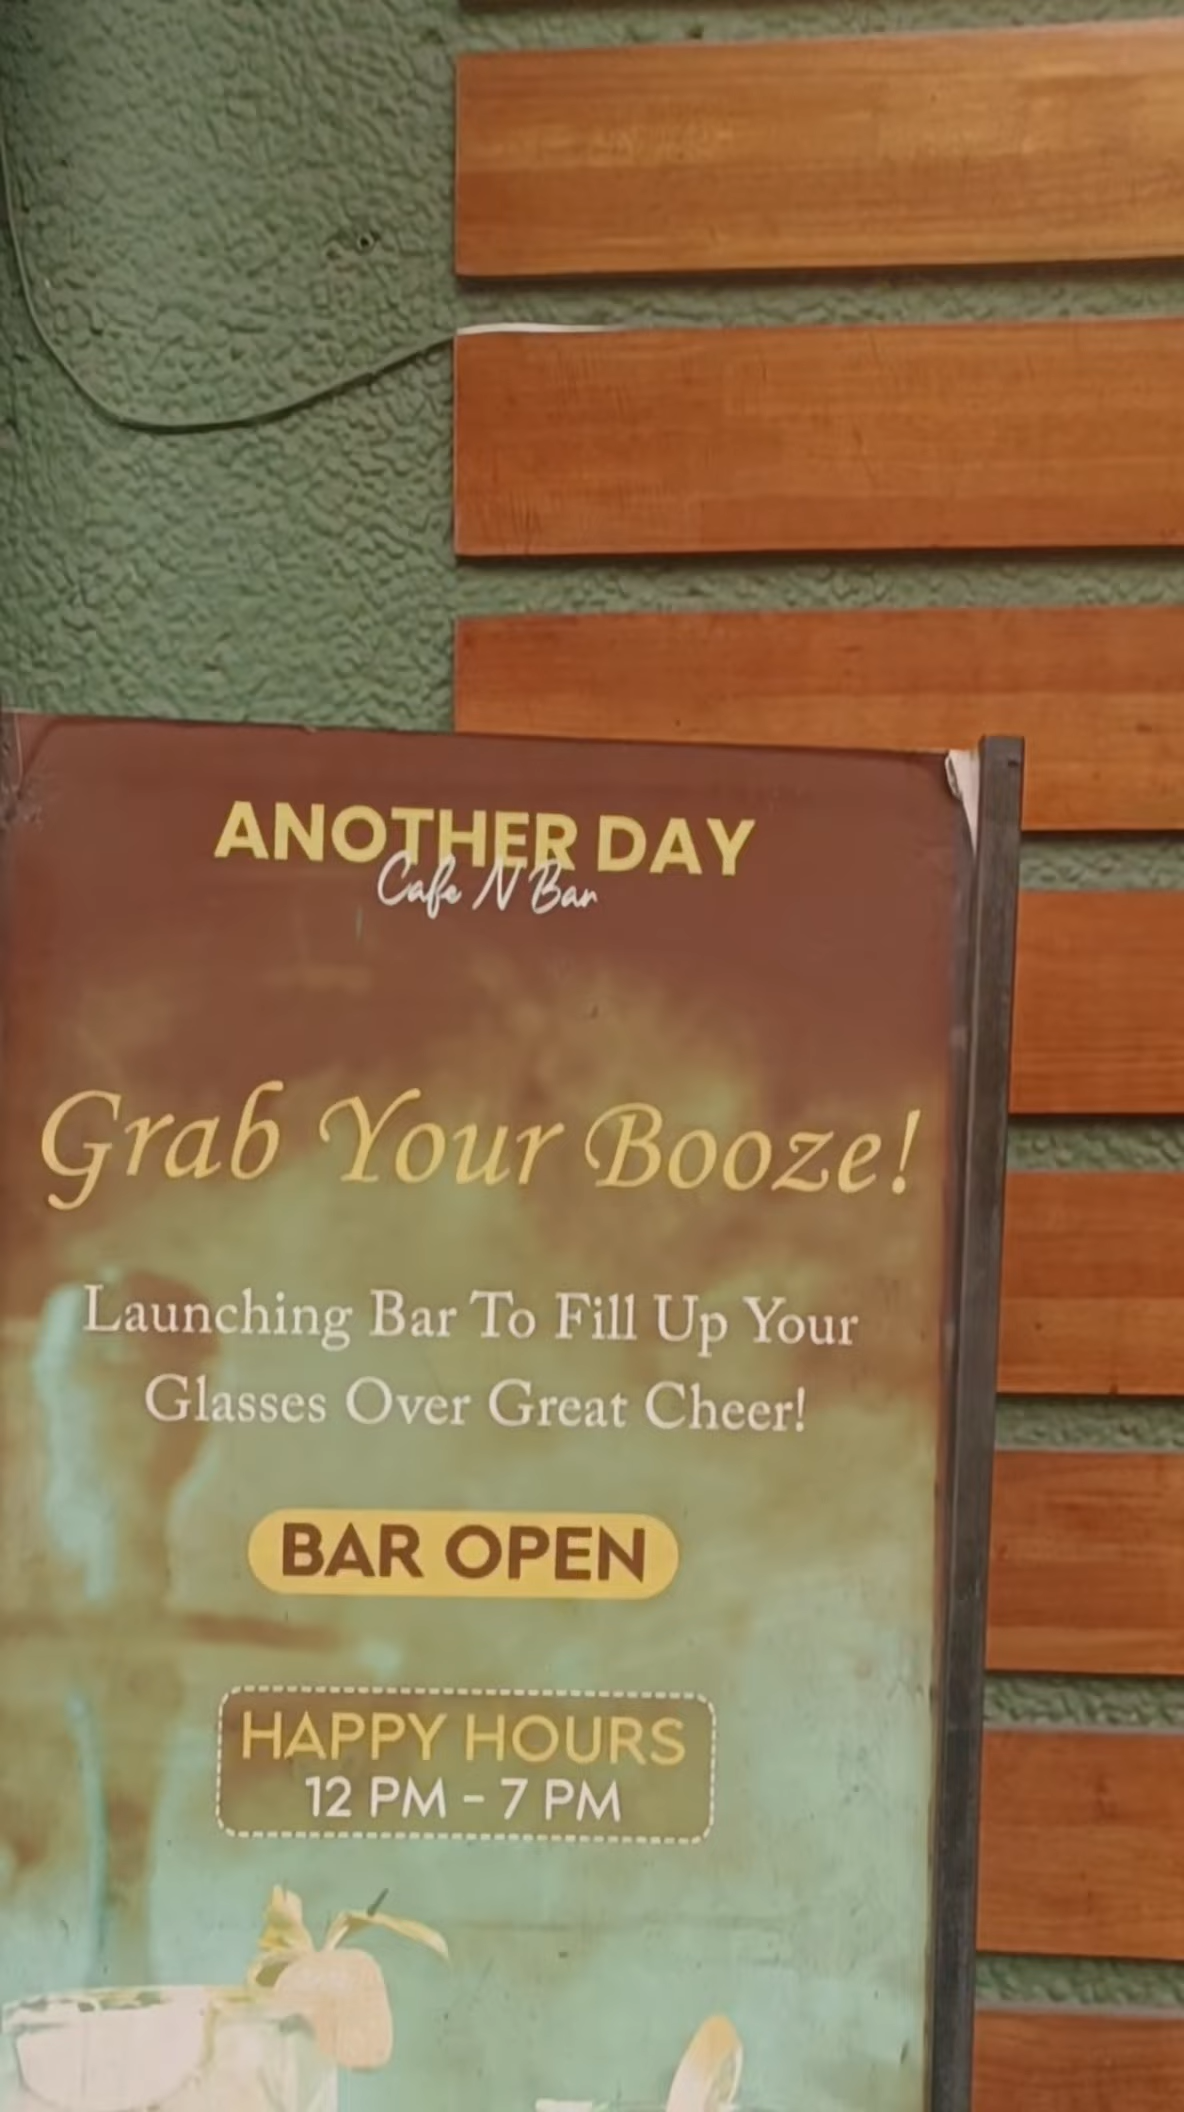 ANOTHER DAY
Cafe N Bar
Grab Your Booze!
Launching Bar To Fill Up Your
Glasses Over Great Cheer!
BAR OPEN
HAPPY HOURS
12 PM - 7 PM